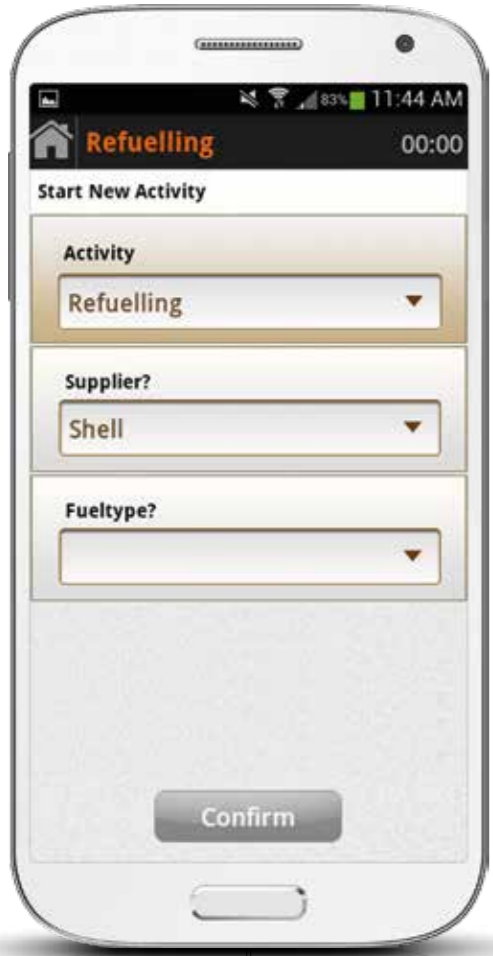 83% 11:44 AM
Refuelling 00:00
Start New Activity
Activity
Refuelling
Supplier?
Shell
Fueltype?
Confirm